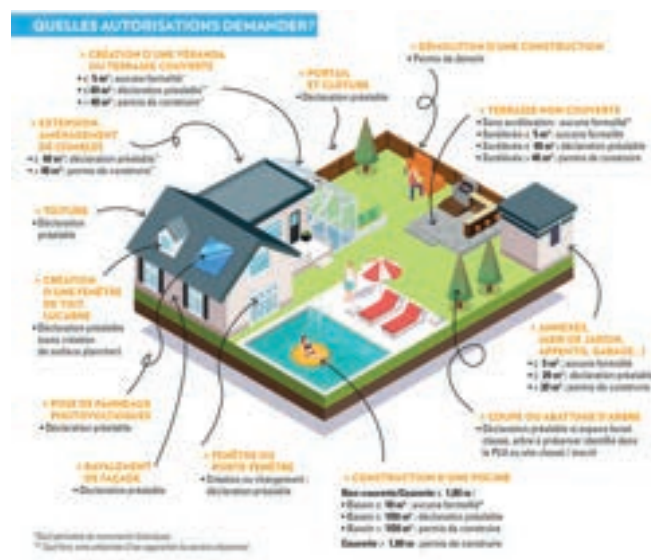 QUELLES AUTORISATIONS DEMANDER?
> CRÉATION D'UNE VÉRANDA
OU TERRASSE COUVERTE
• < 5 m² : aucune formalité*
: déclaration préalable
: permis de construire
> PORTAIL
ET CLÔTURE
Déclaration préalable
> DÉMOLITION D'UNE CONSTRUCTION
• Permis de démolir
> TERRASSE NON COUVERTE
• Sans surélévation : aucune formalité*
• Surélevée < 5 m² : aucune formalité
• Surélevée : déclaration préalable
• Surélevée : permis de construire
> EXTENSION,
AMÉNAGEMENT
DE COMBLES
• < 40 m² : déclaration préalable
• > 40 m² : permis de construire
> TOITURE
• Déclaration
préalable
> CRÉATION
D'UNE FENÊTRE
DE TOIT,
LUCARNE
• Déclaration préalable
(sans création
de surface plancher)
> POSE DE PANNEAUX
PHOTOVOLTAÏQUES
• Déclaration préalable
> RAVALEMENT
DE FAÇADE
• Déclaration préalable
> FENÊTRE OU
PORTE-FENÊTRE
• Création ou changement :
déclaration préalable
> ANNEXES,
(ABRI DE JARDIN,
APPENTIS, GARAGE...)
• < 5 m² : aucune formalité
• < 20 m² : déclaration préalable
• > 20 m² : permis de construire
> COUPE OU ABATTAGE D'ARBRE
• Déclaration préalable si espace boisé
classé, arbre à préserver identifié dans
le PLU ou site classé / inscrit
> CONSTRUCTION D'UNE PISCINE
Non couverte/Couverte < 1,80 m :
• Bassin < 10 m² : aucune formalité*
• Bassin < 100 m² : déclaration préalable
• Bassin > 100 m² : permis de construire
Couverte > 1,80 m : permis de construire